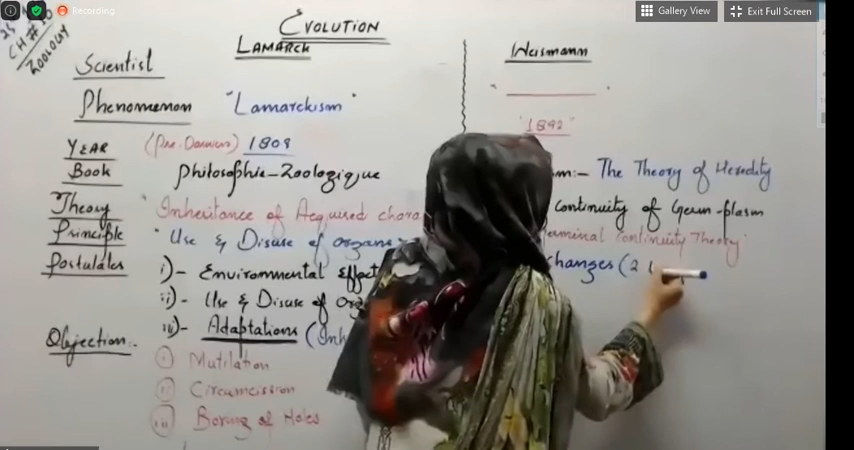 Recording
Gallery View
Exit Full Screen
25
CH # 
ZOOLOGY
EVOLUTION
LAMARCK
Weismann
Scientist
Phenomenon "Lamarckism"
"1892"
YEAR (Pre-Darwin) 1809
Book Philosophie-Zoologique
m:- The Theory of Heredity
Theory "Inheritance of Acquired chara
Continuity of Germ-plasm
Principle "Use & Disuse of organs"
erminal Continuity Theory"
Postulates i)- Environmental Effect
changes (2
ii)- Use & Disuse of Org
iii)- Adaptations (Inh
Objection:-
i) Mutilation
ii) Circumcission
iii) Boring of Holes